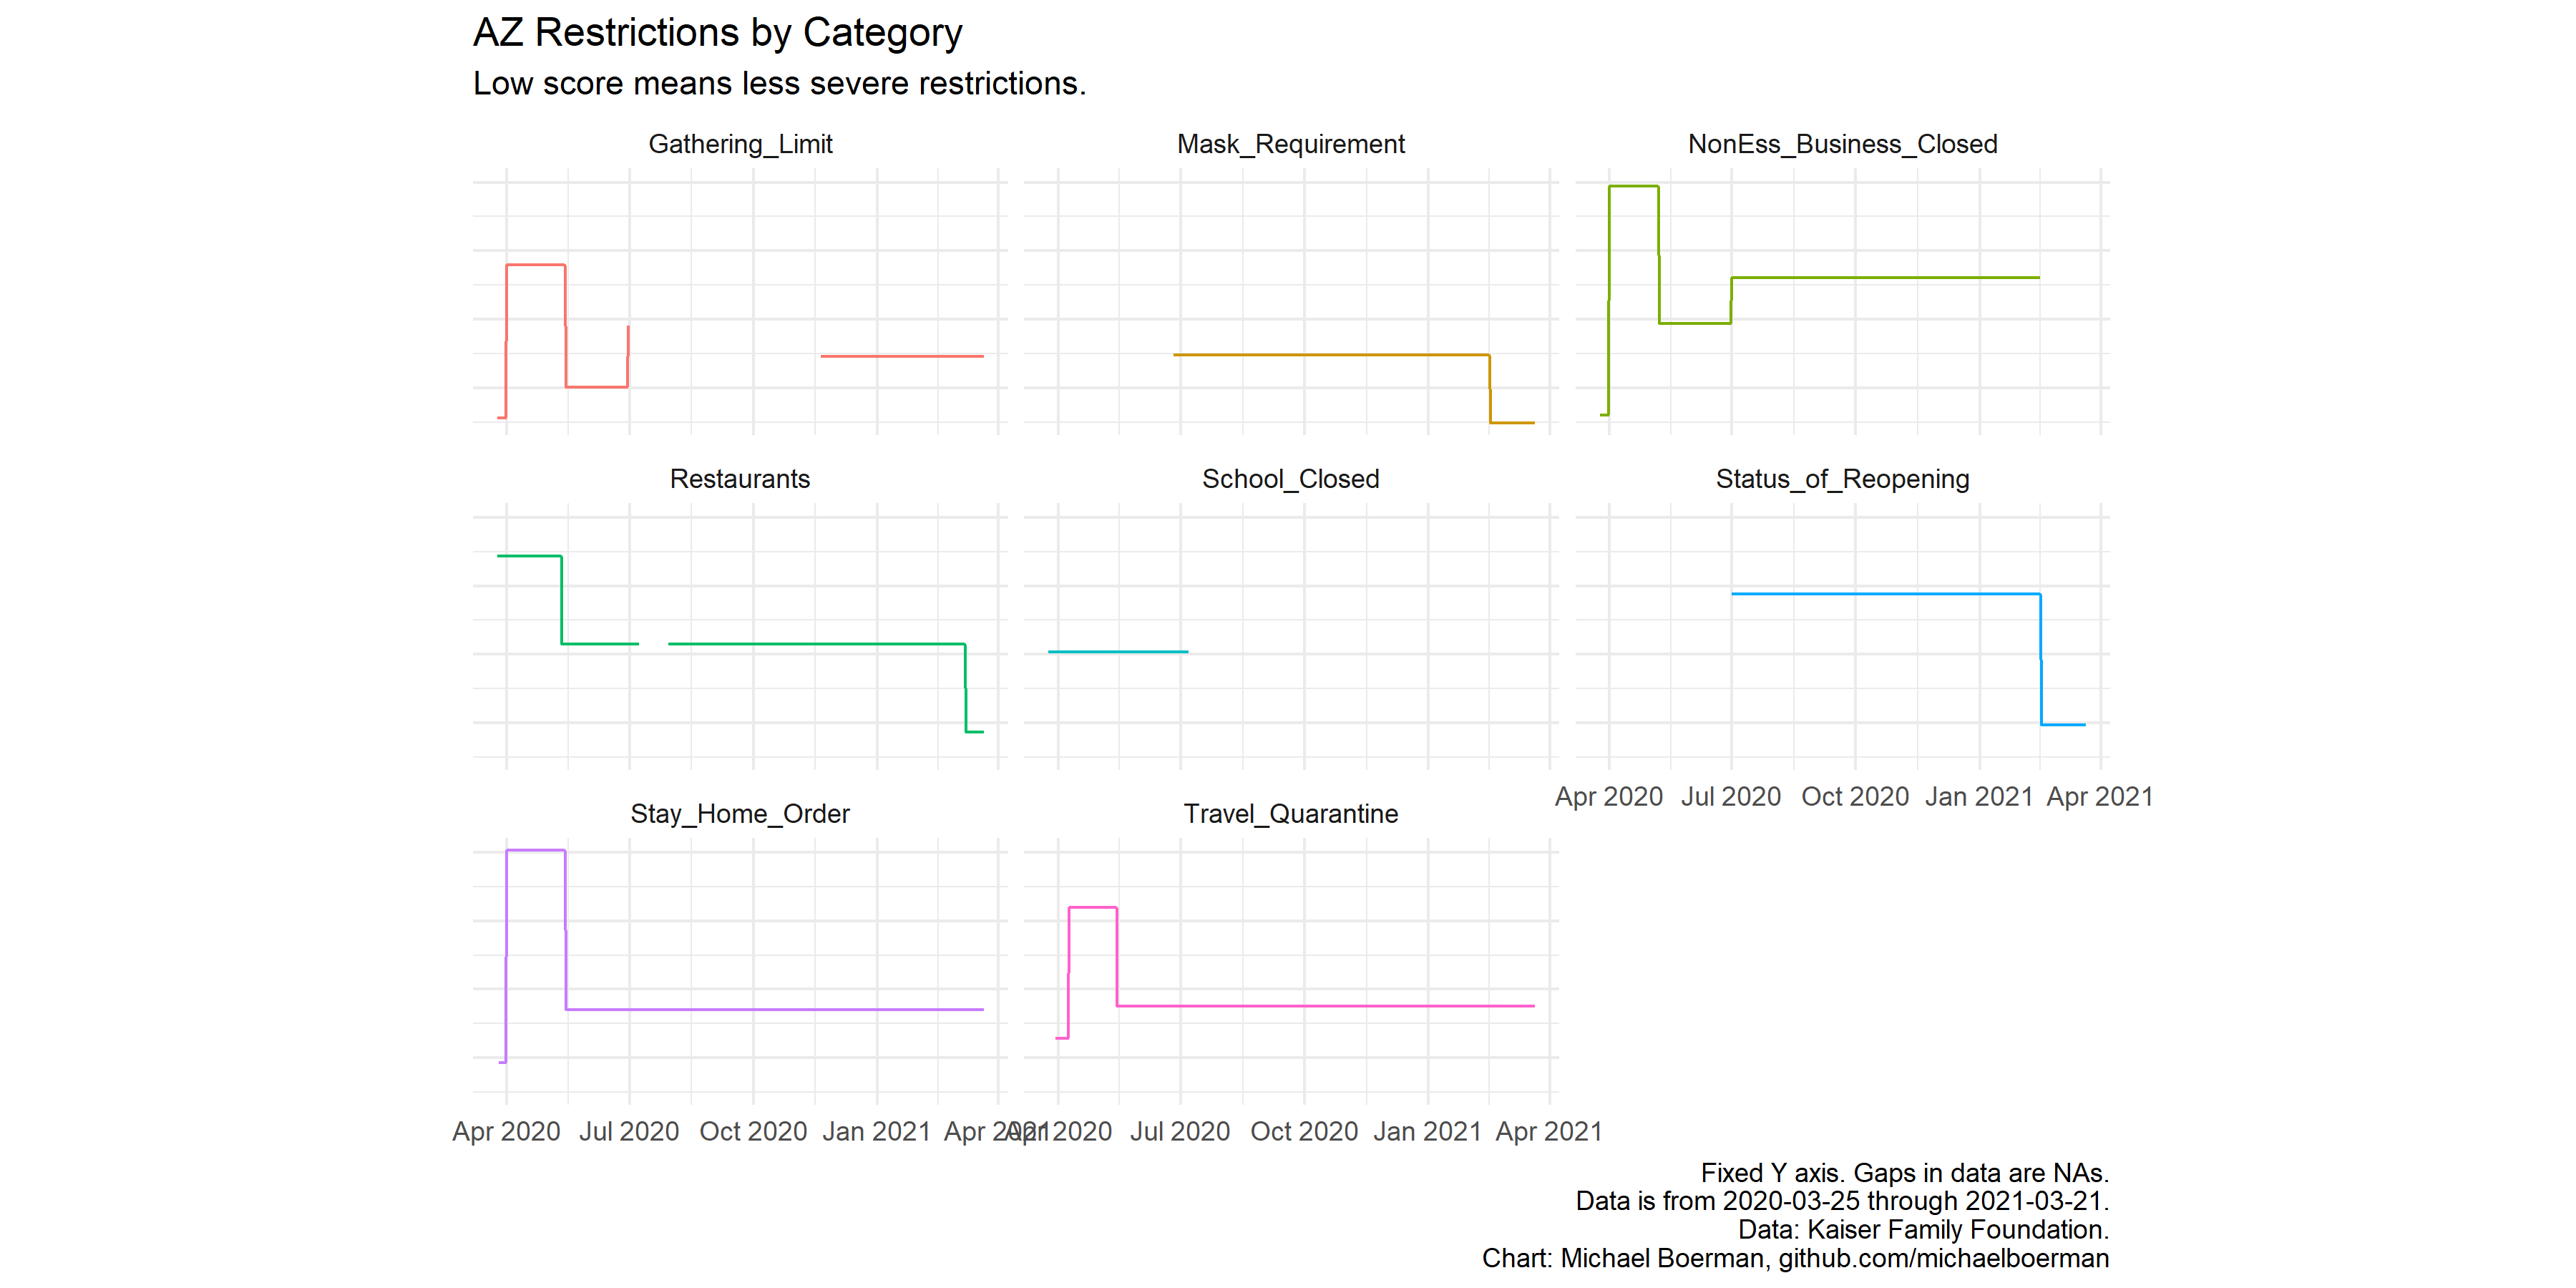 AZ Restrictions by Category
Low score means less severe restrictions.
Gathering_Limit
Mask_Requirement
NonEss_Business_Closed
Restaurants
School_Closed
Status_of_Reopening
Apr 2020 Jul 2020 Oct 2020 Jan 2021 Apr 2021
Stay_Home_Order
Travel_Quarantine
Apr 2020 Jul 2020 Oct 2020 Jan 2021 Apr 2021
Apr 2020 Jul 2020 Oct 2020 Jan 2021 Apr 2021
Fixed Y axis. Gaps in data are NAs.
Data is from 2020-03-25 through 2021-03-21.
Data: Kaiser Family Foundation.
Chart: Michael Boerman, github.com/michaelboerman